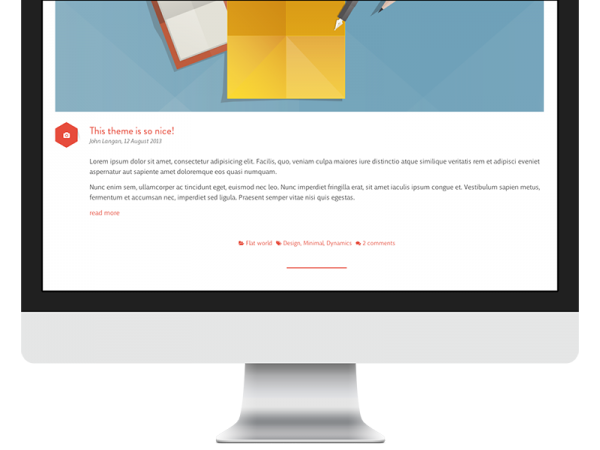 This theme is so nice!
John Langan, 12 August 2013
Lorem ipsum dolor sit amet, consectetur adipisicing elit. Facilis, quo, veniam culpa maiores iure distinctio atque similique veritatis rem et adipisci eveniet
aspernatur aut sapiente amet doloremque eos quasi numquam.
Nunc enim sem, ullamcorper ac tincidunt eget, euismod nec leo. Nunc imperdiet fringilla erat, sit amet iaculis ipsum congue et. Vestibulum sapien metus,
fermentum et accumsan nec, imperdiet sed ligula. Praesent semper vitae nisi quis egestas.
read more
Flat world Design, Minimal, Dynamics 2 comments